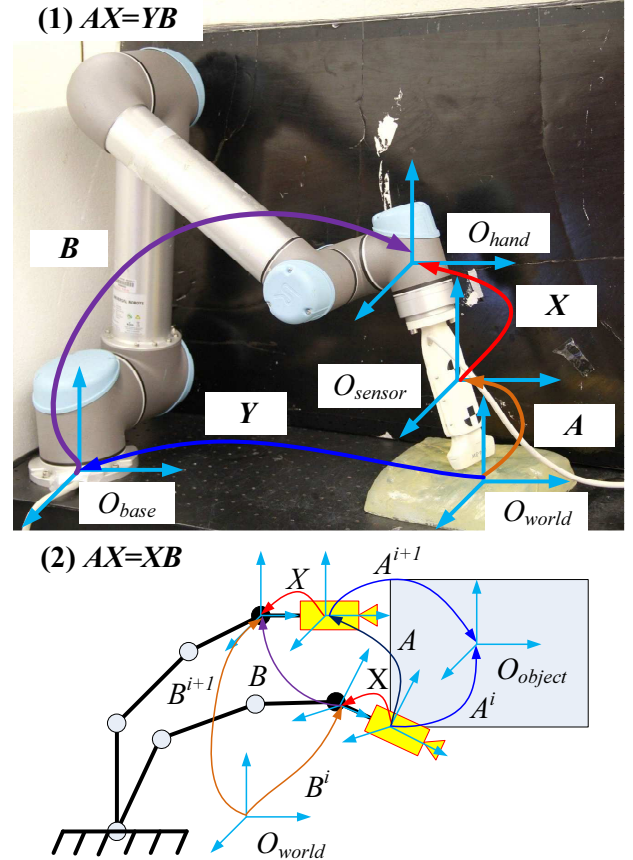 (1) AX=YB
O_hand
B
X
O_sensor
Y
A
O_base
O_world
(2) AX=XB
A^{i+1}
X
A
B^{i+1}
B
X
O_object
A^i
B^i
O_world